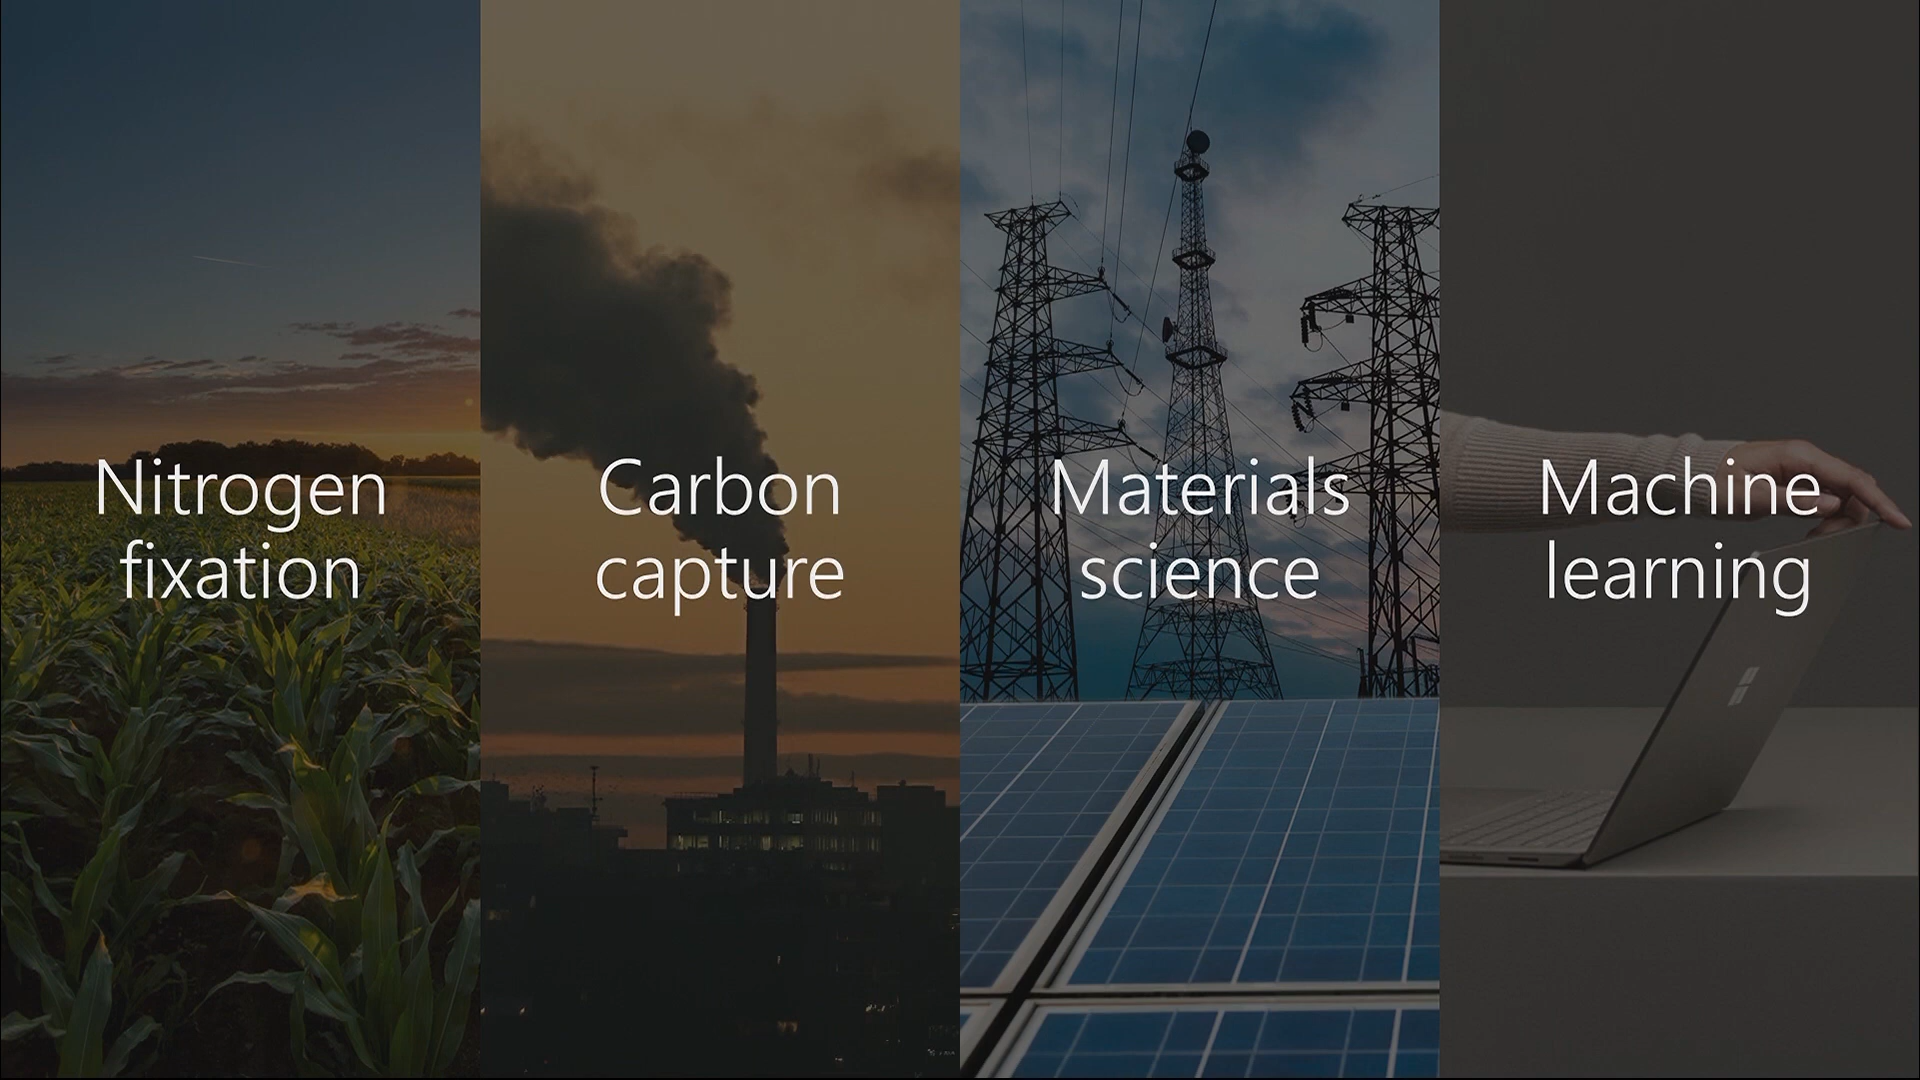 Nitrogen
fixation
Carbon
capture
Materials
science
Machine
learning